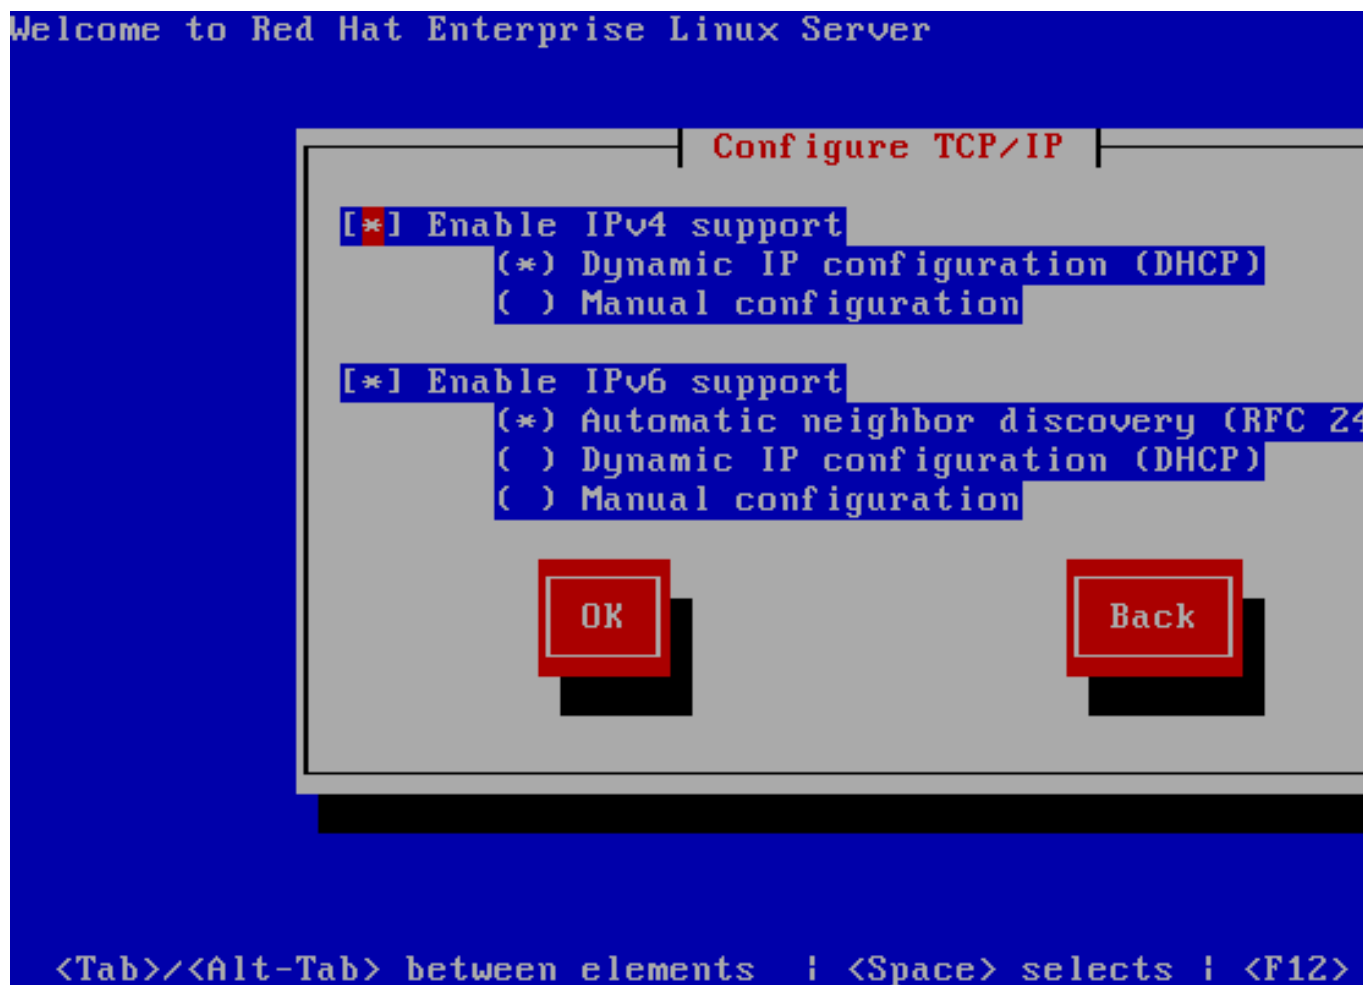 Welcome to Red Hat Enterprise Linux Server
Configure TCP/IP
[*] Enable IPv4 support
(*) Dynamic IP configuration (DHCP)
( ) Manual configuration
[*] Enable IPv6 support
(*) Automatic neighbor discovery (RFC 24
( ) Dynamic IP configuration (DHCP)
( ) Manual configuration
OK Back
<Tab>/<Alt-Tab> between elements | <Space> selects | <F12>